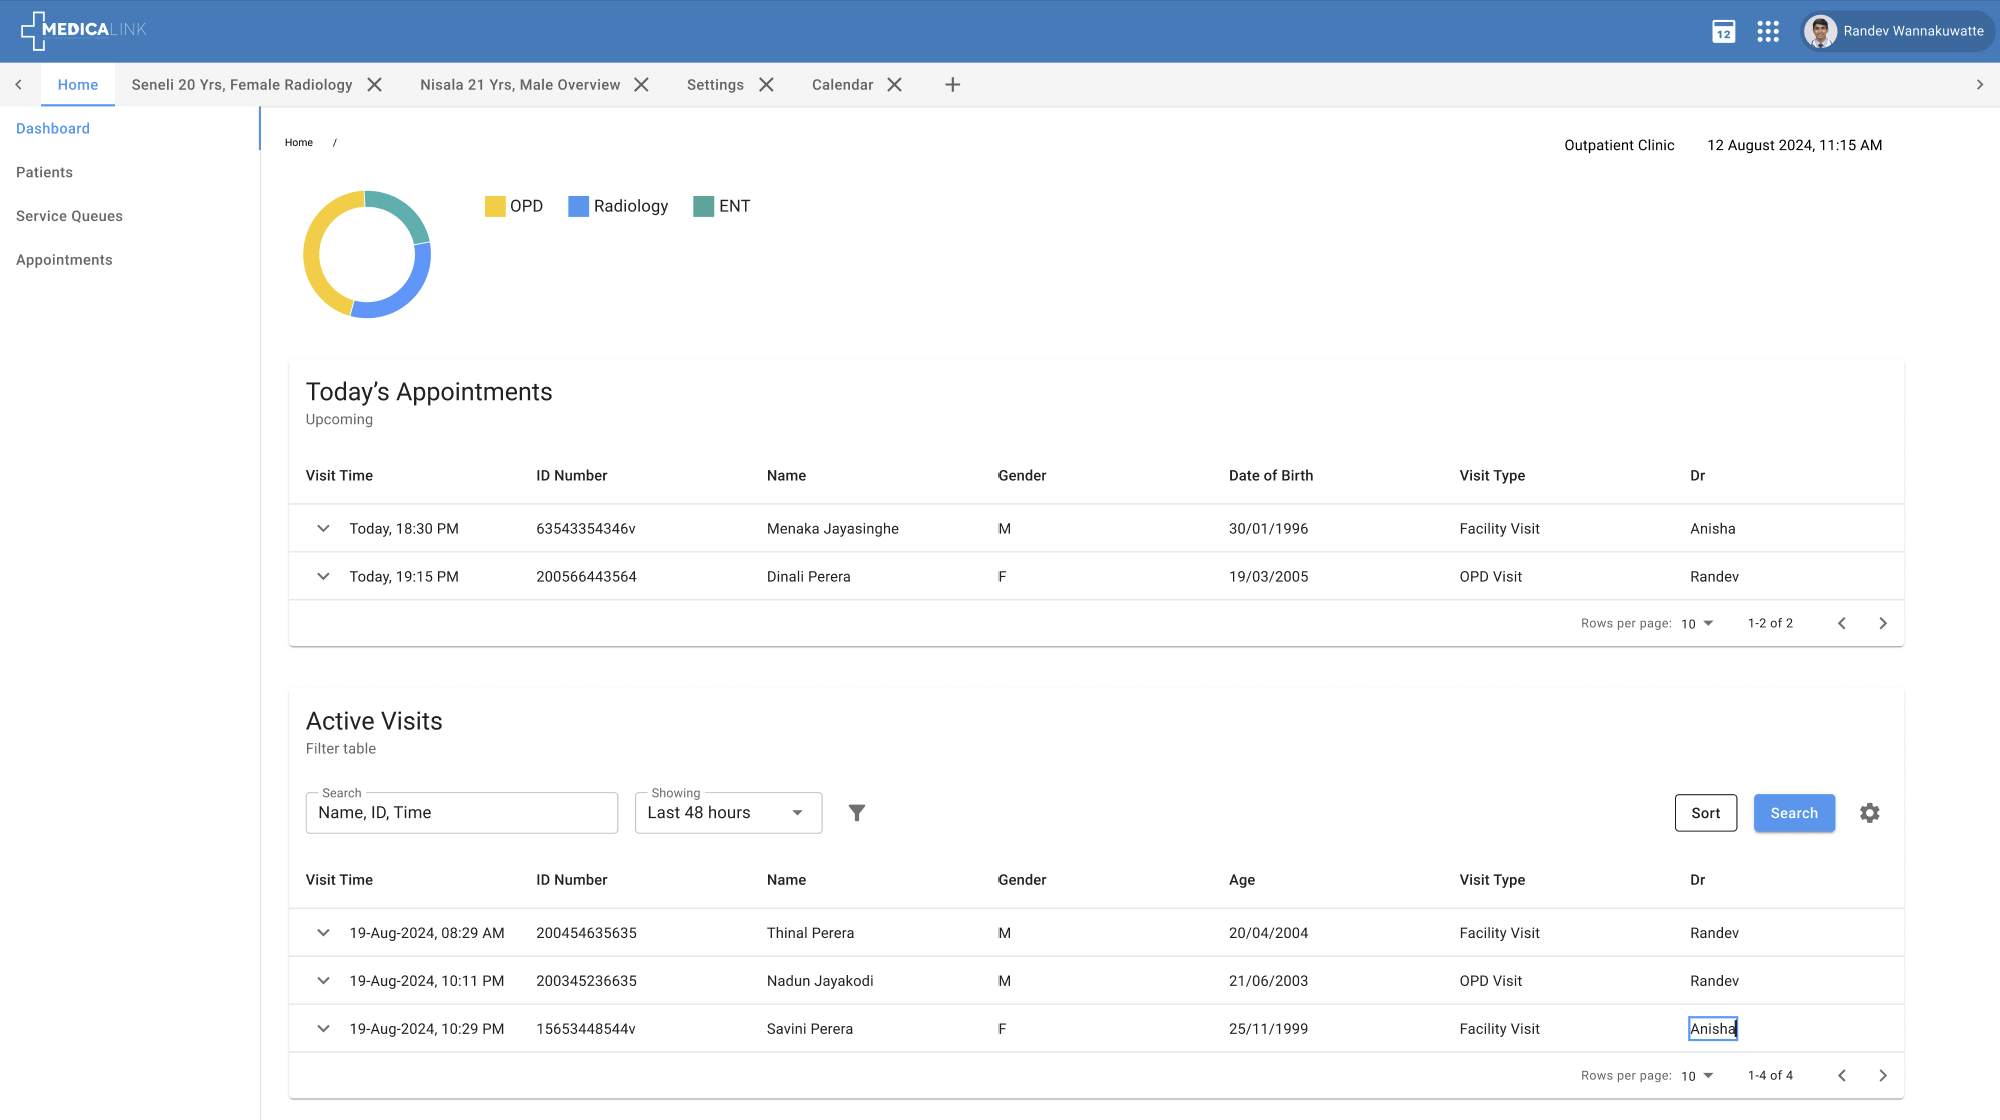 MEDICALINK
12
Randev Wannakuwatte
Home
Seneli 20 Yrs, Female Radiology
Nisala 21 Yrs, Male Overview
Settings
Calendar
Dashboard
Patients
Service Queues
Appointments
Home /
Outpatient Clinic 12 August 2024, 11:15 AM
OPD Radiology ENT
Today’s Appointments
Upcoming
Visit Time ID Number Name Gender Date of Birth Visit Type Dr
Today, 18:30 PM 63543354346v Menaka Jayasinghe M 30/01/1996 Facility Visit Anisha
Today, 19:15 PM 200566443564 Dinali Perera F 19/03/2005 OPD Visit Randev
Rows per page: 10 1-2 of 2
Active Visits
Filter table
Search
Name, ID, Time
Showing
Last 48 hours
Sort
Search
Visit Time ID Number Name Gender Age Visit Type Dr
19-Aug-2024, 08:29 AM 200454635635 Thinal Perera M 20/04/2004 Facility Visit Randev
19-Aug-2024, 10:11 PM 200345236635 Nadun Jayakodi M 21/06/2003 OPD Visit Randev
19-Aug-2024, 10:29 PM 15653448544v Savini Perera F 25/11/1999 Facility Visit Anisha
Rows per page: 10 1-4 of 4